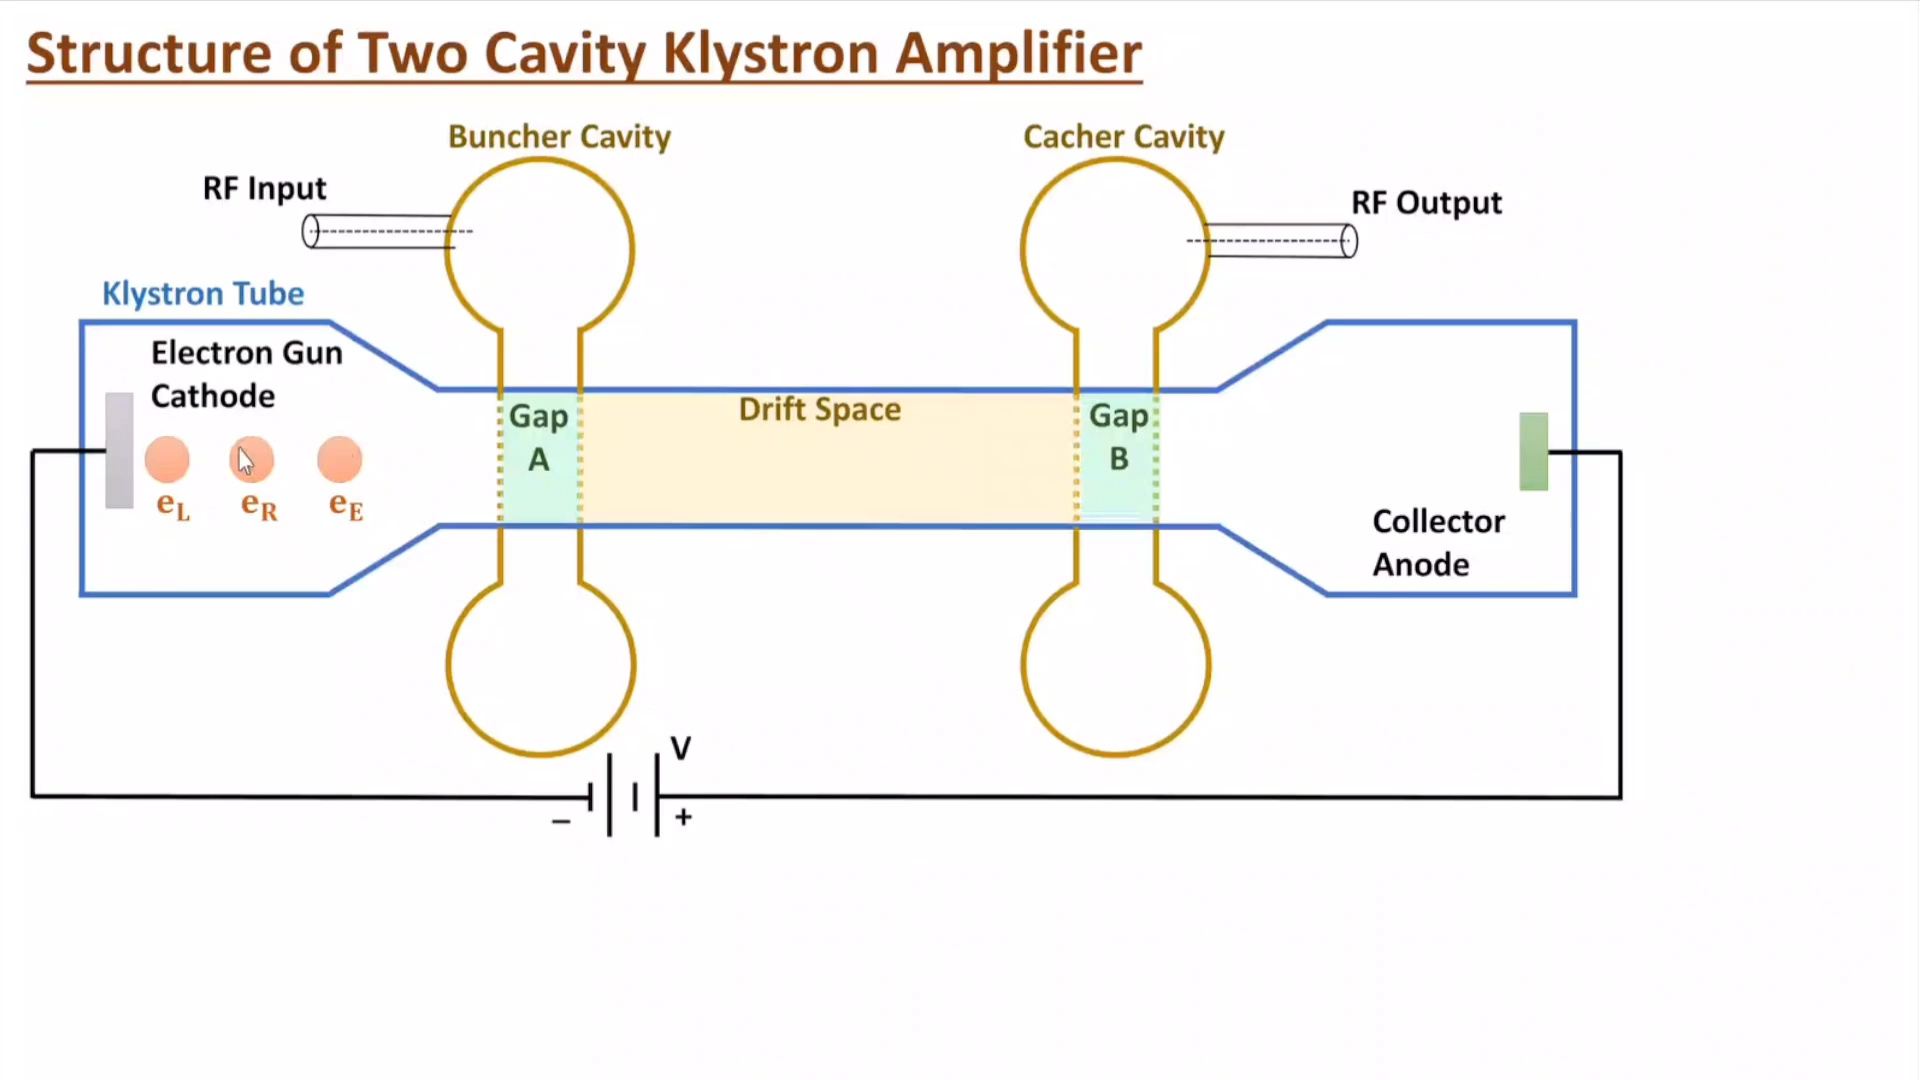 Structure of Two Cavity Klystron Amplifier
Buncher Cavity
Cacher Cavity
RF Input
RF Output
Klystron Tube
Electron Gun
Cathode
Gap
A
Drift Space
Gap
B
eL
eR
eE
Collector
Anode
V
– +